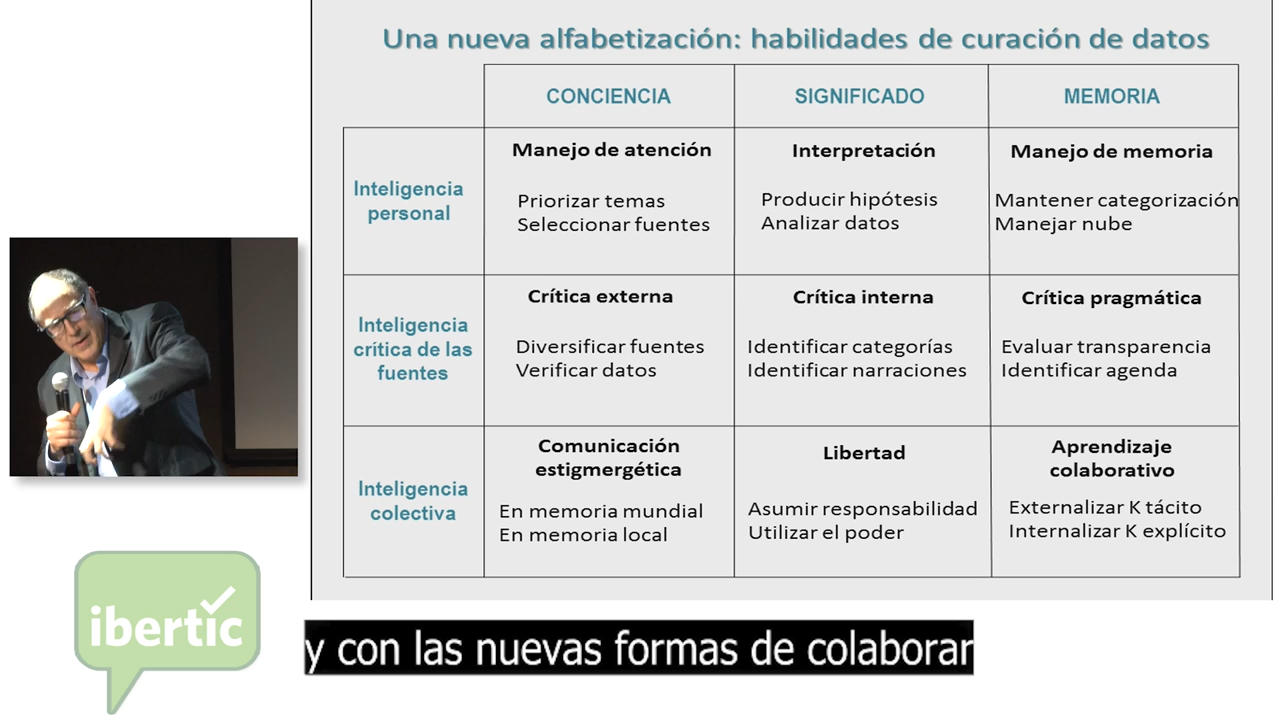 Una nueva alfabetización: habilidades de curación de datos
CONCIENCIA
SIGNIFICADO
MEMORIA
Inteligencia
personal
Manejo de atención
Priorizar temas
Seleccionar fuentes
Interpretación
Producir hipótesis
Analizar datos
Manejo de memoria
Mantener categorización
Manejar nube
Inteligencia
crítica de las
fuentes
Crítica externa
Diversificar fuentes
Verificar datos
Crítica interna
Identificar categorías
Identificar narraciones
Crítica pragmática
Evaluar transparencia
Identificar agenda
Inteligencia
colectiva
Comunicación
estigmergética
En memoria mundial
En memoria local
Libertad
Asumir responsabilidad
Utilizar el poder
Aprendizaje
colaborativo
Externalizar K tácito
Internalizar K explícito
ibertic
y con las nuevas formas de colaborar